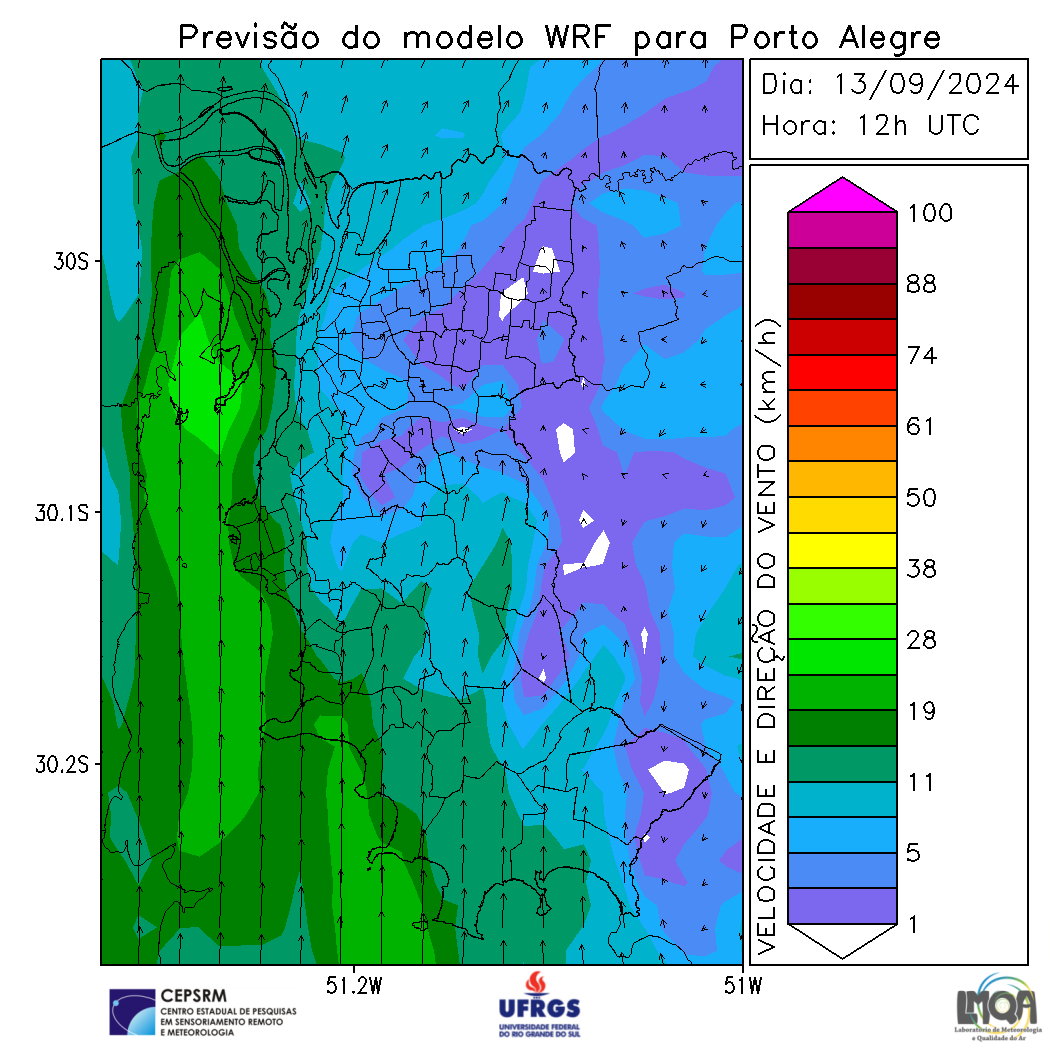 Previsão do modelo WRF para Porto Alegre
Dia: 13/09/2024
Hora: 12h UTC
30S
30.1S
30.2S
51.2W
51W
VELOCIDADE E DIREÇÃO DO VENTO (km/h)
100
88
74
61
50
38
28
19
11
5
1
CEPSRM
CENTRO ESTADUAL DE PESQUISAS
EM SENSORIAMENTO REMOTO
E METEOROLOGIA
UFRGS
UNIVERSIDADE FEDERAL
DO RIO GRANDE DO SUL
LMQA
Laboratório de Meteorologia
e Qualidade do Ar